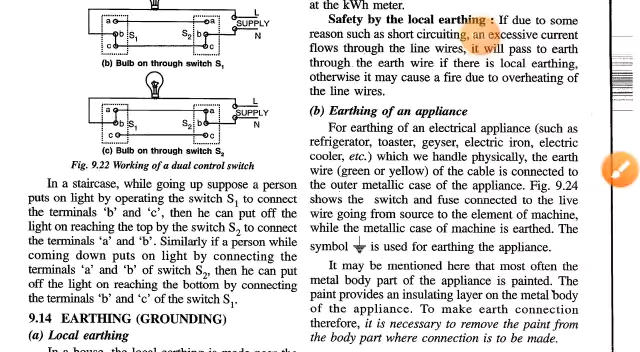 a
a
L
SUPPLY
b
S1
S2
b
N
c
c
(b) Bulb on through switch S1
a
a
L
SUPPLY
b
S1
S2
b
N
c
c
(c) Bulb on through switch S2
Fig. 9.22 Working of a dual control switch
In a staircase, while going up suppose a person
puts on light by operating the switch S1 to connect
the terminals 'b' and 'c', then he can put off the
light on reaching the top by the switch S2 to connect
the terminals 'a' and 'b'. Similarly if a person while
coming down puts on light by connecting the
terminals 'a' and 'b' of switch S2, then he can put
off the light on reaching the bottom by connecting
the terminals 'b' and 'c' of the switch S1.
9.14 EARTHING (GROUNDING)
(a) Local earthing
In a house, the local earthing is made near the
at the kWh meter.
Safety by the local earthing : If due to some
reason such as short circuiting, an excessive current
flows through the line wires, it will pass to earth
through the earth wire if there is local earthing,
otherwise it may cause a fire due to overheating of
the line wires.
(b) Earthing of an appliance
For earthing of an electrical appliance (such as
refrigerator, toaster, geyser, electric iron, electric
cooler, etc.) which we handle physically, the earth
wire (green or yellow) of the cable is connected to
the outer metallic case of the appliance. Fig. 9.24
shows the switch and fuse connected to the live
wire going from source to the element of machine,
while the metallic case of machine is earthed. The
symbol ⏚ is used for earthing the appliance.
It may be mentioned here that most often the
metal body part of the appliance is painted. The
paint provides an insulating layer on the metal body
of the appliance. To make earth connection
therefore, it is necessary to remove the paint from
the body part where connection is to be made.